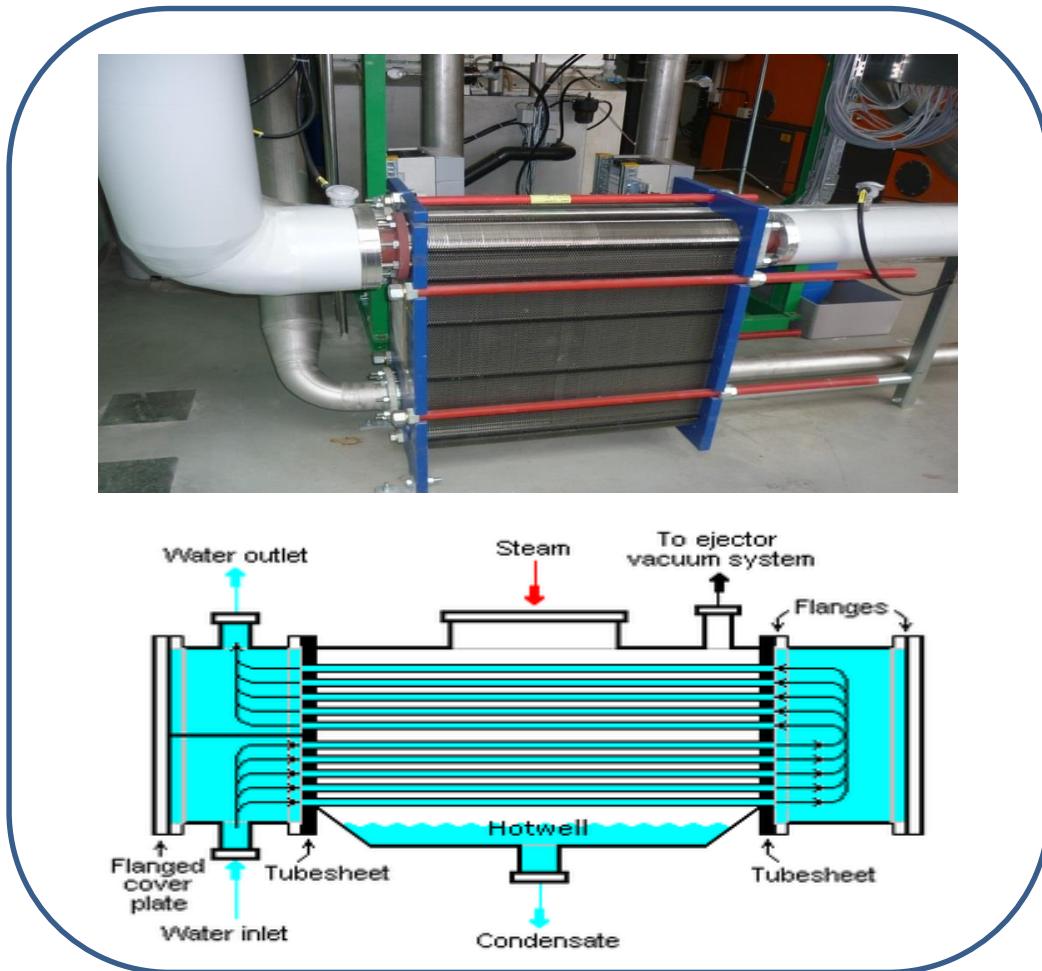 Water outlet
Steam
To ejector
vacuum system
Flanges
Hotwell
Flanged
cover
plate
Tubesheet
Tubesheet
Water inlet
Condensate